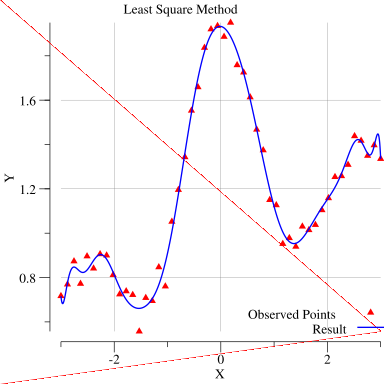 Least Square Method
Y
1.6
1.2
0.8
Observed Points
Result
-2
0
2
X